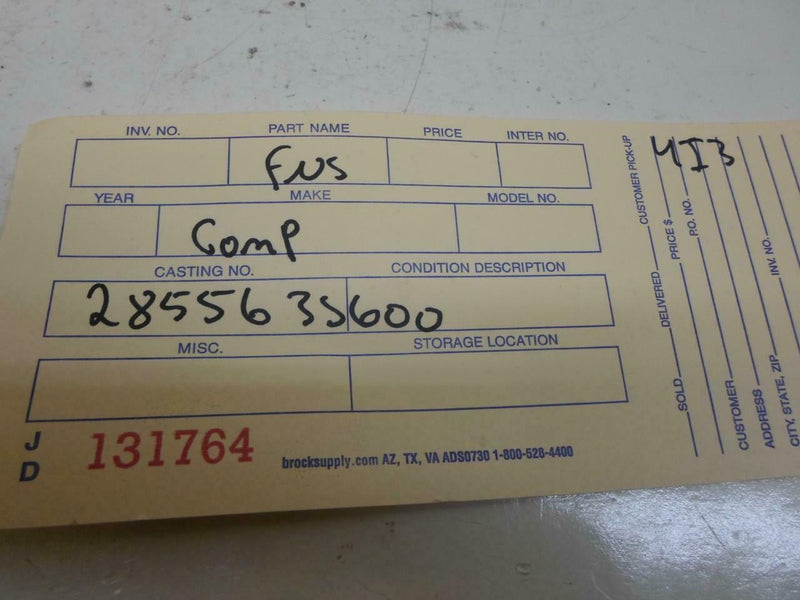 INV. NO. PART NAME PRICE INTER NO.
Fus
YEAR MAKE MODEL NO.
Comp
CASTING NO. CONDITION DESCRIPTION
285563S600
MISC. STORAGE LOCATION
J
D
131764
brocksupply.com AZ, TX, VA ADS0730 1-800-528-4400
4I3
SOLD DELIVERED CUSTOMER PICK-UP
PRICE $
P.O. NO.
CUSTOMER
ADDRESS INV. NO.
CITY, STATE, ZIP